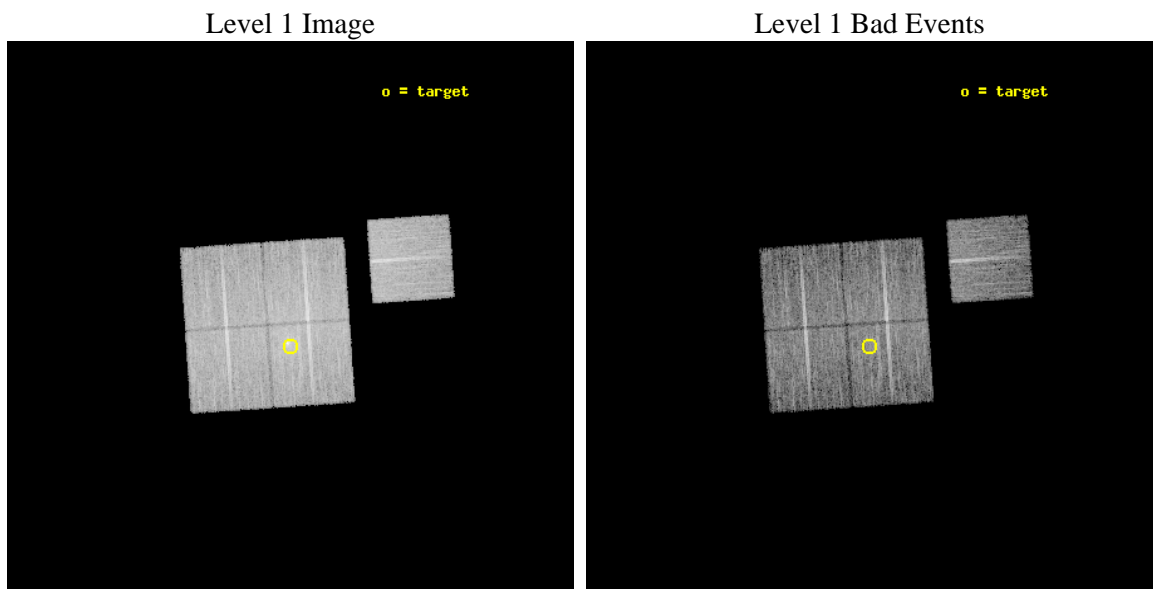 Level 1 Image
Level 1 Bad Events
o = target
o = target